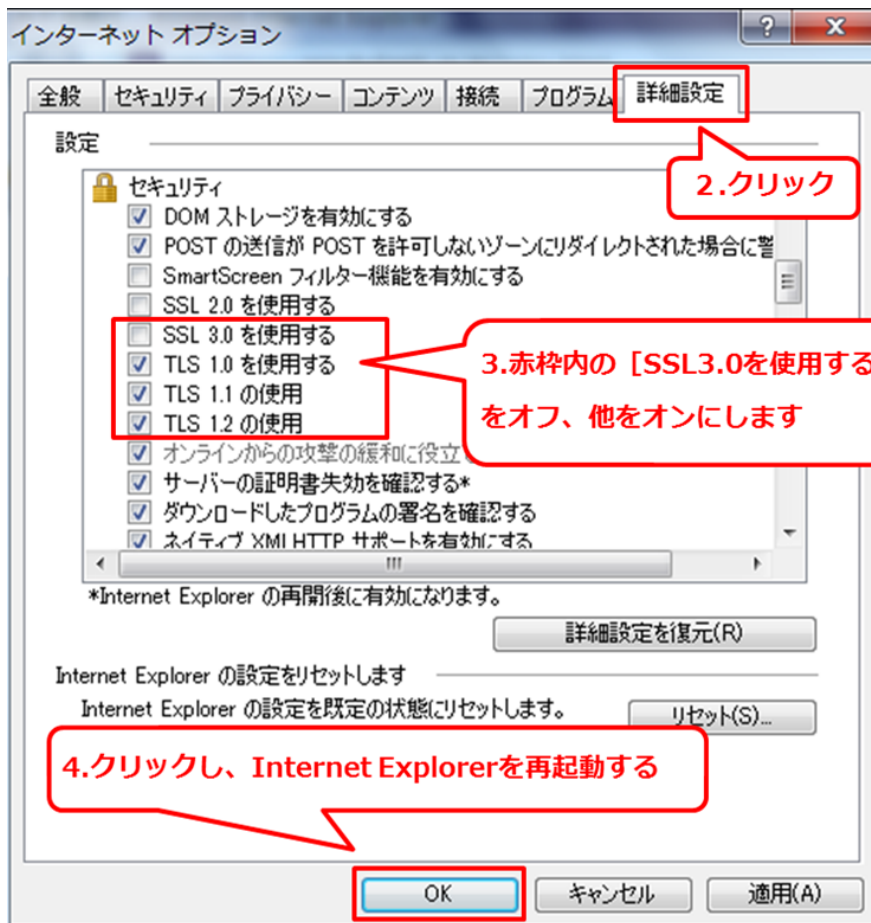 インターネット オプション
?
X
全般
セキュリティ
プライバシー
コンテンツ
接続
プログラム
詳細設定
設定
2.クリック
セキュリティ
DOM ストレージを有効にする
POST の送信が POST を許可しないゾーンにリダイレクトされた場合に警
SmartScreen フィルター機能を有効にする
SSL 2.0 を使用する
SSL 3.0 を使用する
TLS 1.0 を使用する
TLS 1.1 の使用
TLS 1.2 の使用
3.赤枠内の［SSL3.0を使用する
をオフ、他をオンにします
オンラインからの攻撃の緩和に役立
サーバーの証明書失効を確認する*
ダウンロードしたプログラムの署名を確認する
ネイティブ XMLHTTP サポートを有効にする
*Internet Explorer の再開後に有効になります。
詳細設定を復元(R)
Internet Explorer の設定をリセットします
Internet Explorer の設定を既定の状態にリセットします。
リセット(S)...
4.クリックし、Internet Explorerを再起動する
OK
キャンセル
適用(A)